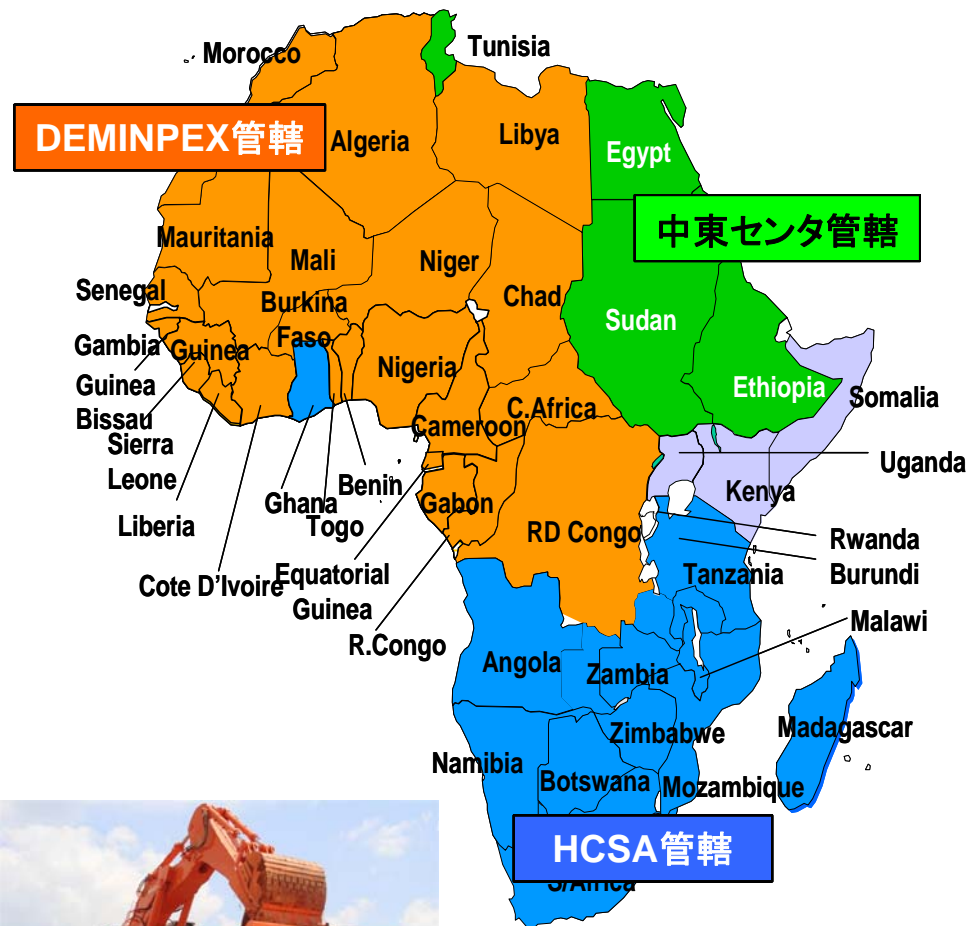 Morocco
Tunisia
DEMINPEX管轄
Algeria
Libya
Egypt
中東センタ管轄
Mauritania
Mali
Niger
Chad
Sudan
Senegal
Burkina
Faso
Gambia
Guinea
Nigeria
Ethiopia
Somalia
Guinea
Bissau
C.Africa
Cameroon
Sierra
Leone
Uganda
Kenya
Liberia
Ghana
Benin
Togo
Gabon
RD Congo
Rwanda
Burundi
Cote D'Ivoire
Equatorial
Guinea
Tanzania
Malawi
R.Congo
Angola
Zambia
Madagascar
Zimbabwe
Namibia
Botswana
Mozambique
HCSA管轄
S/Africa